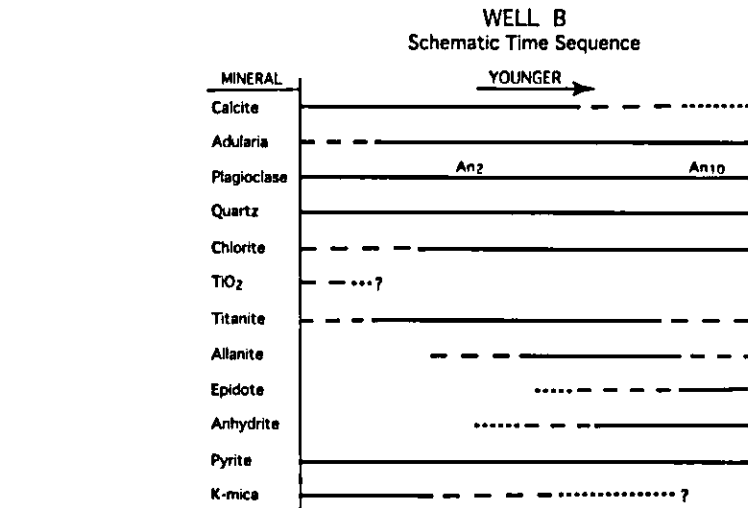 WELL B
Schematic Time Sequence
MINERAL YOUNGER
Calcite
Adularia
Plagioclase An2 An10
Quartz
Chlorite
TiO2 ?
Titanite
Allanite
Epidote
Anhydrite
Pyrite
K-mica ?